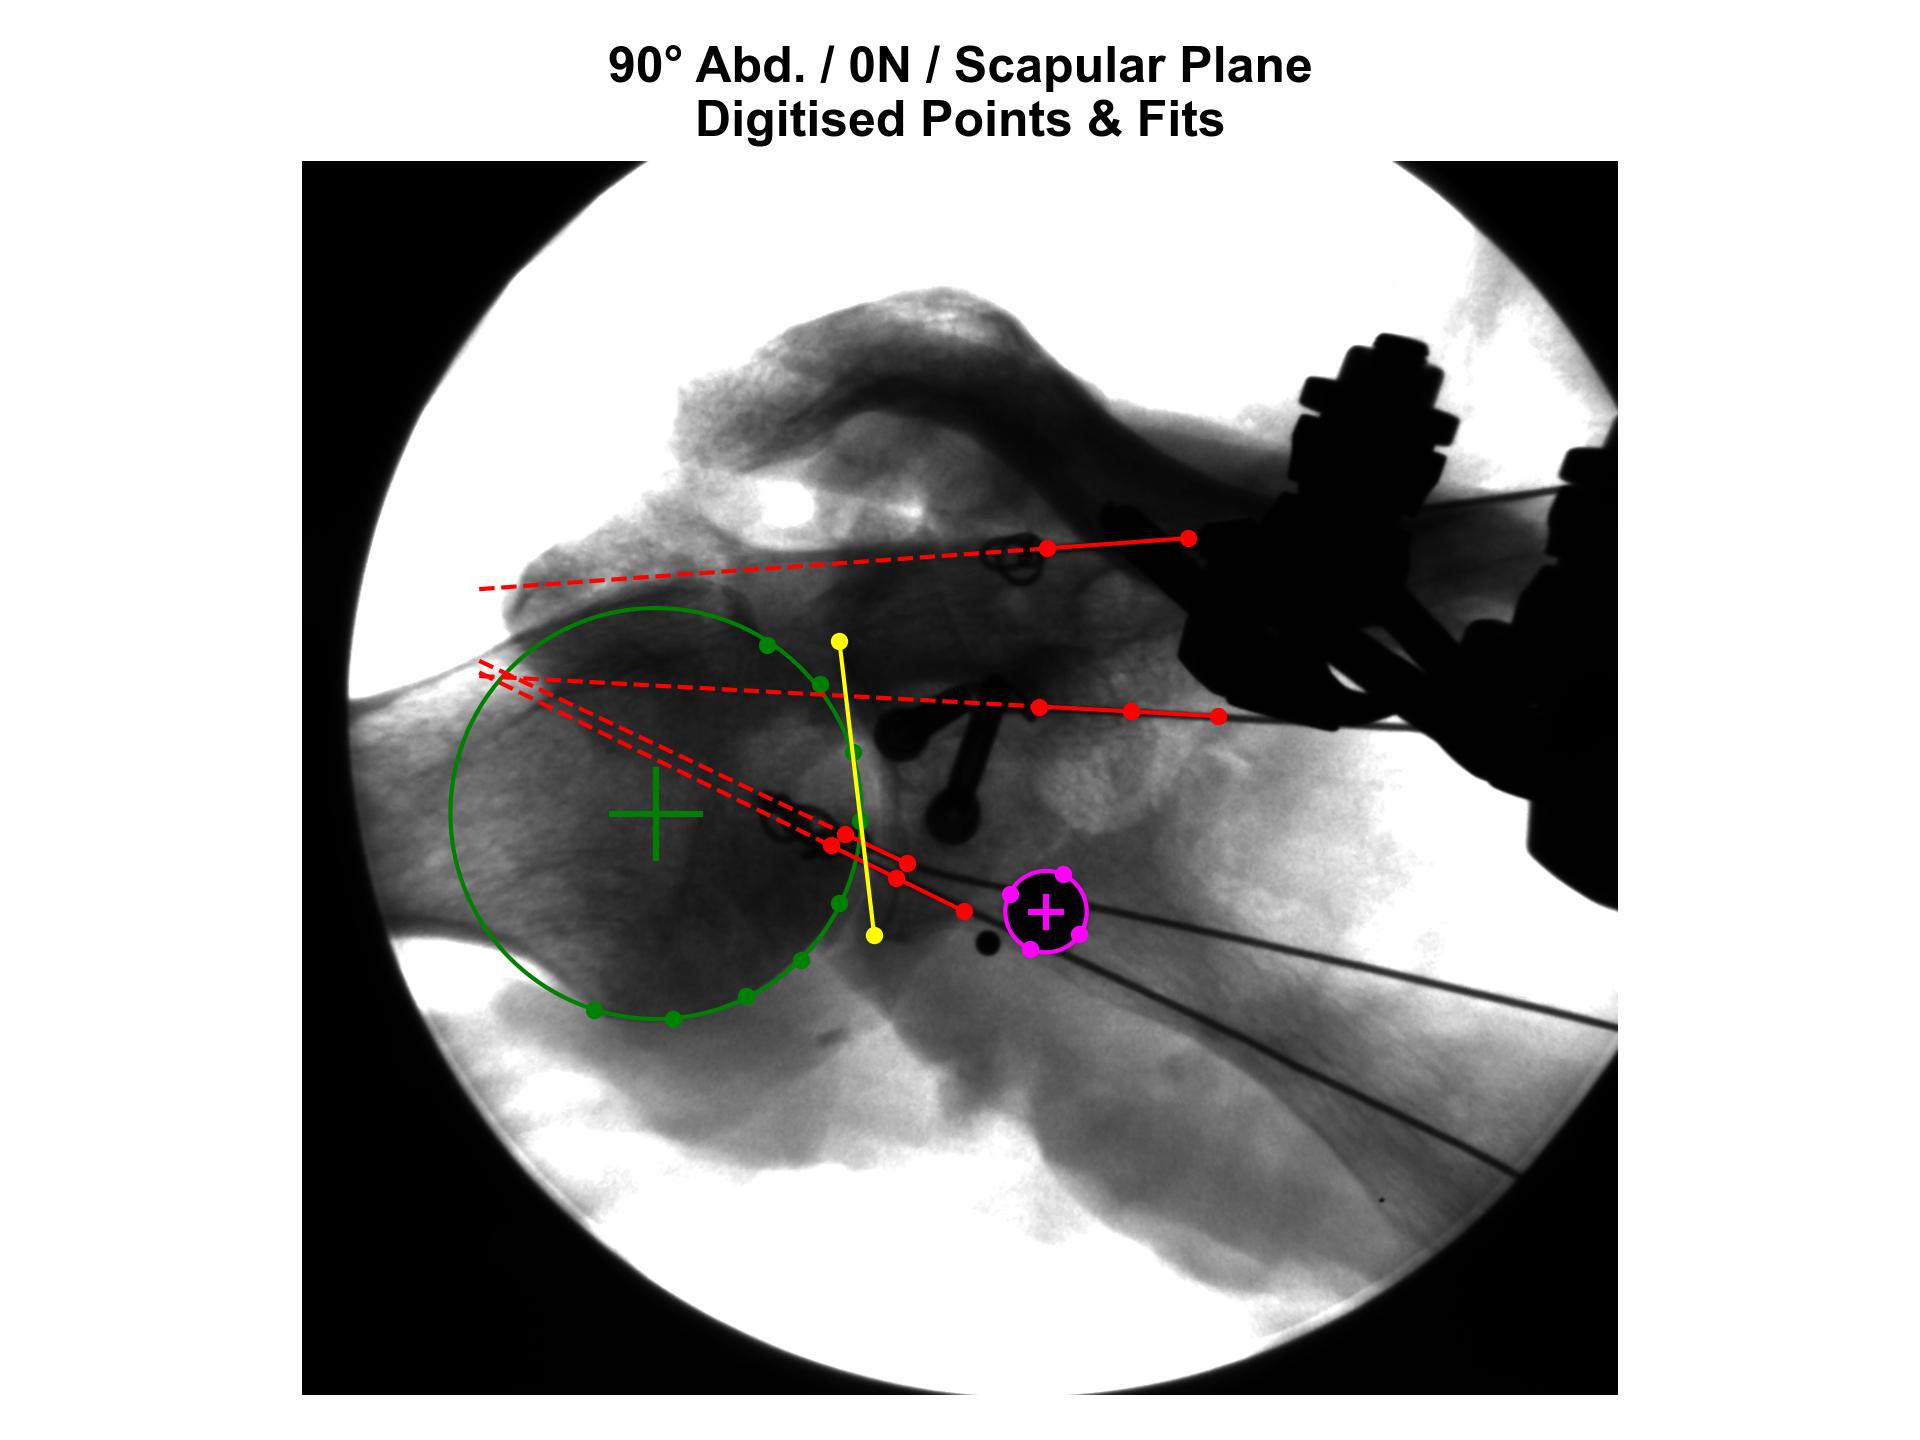 90° Abd. / 0N / Scapular Plane
Digitised Points & Fits